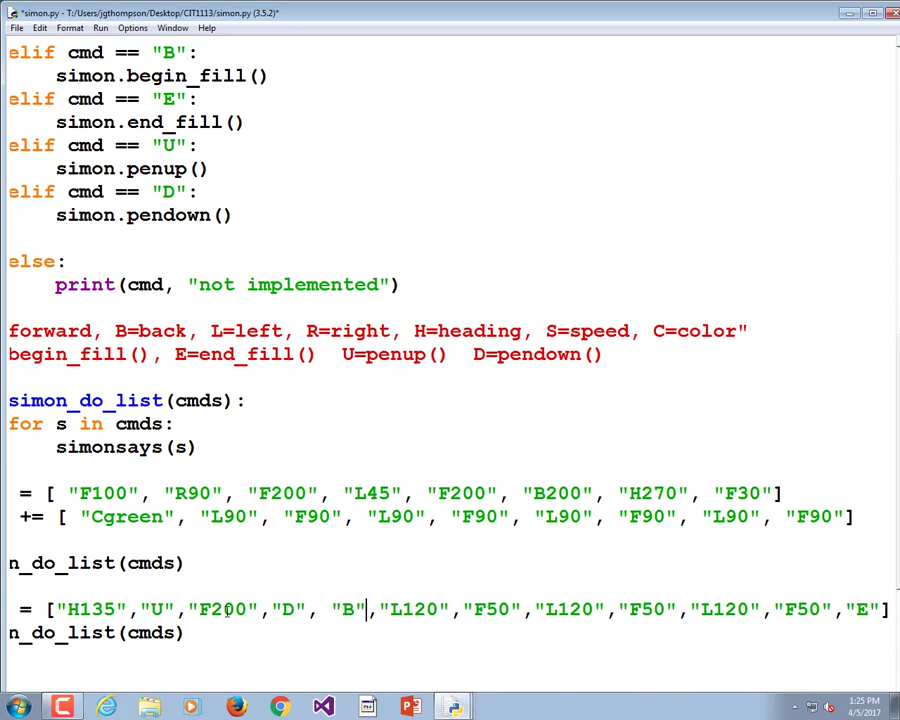 *simon.py - T:/Users/jgthompson/Desktop/CIT1113/simon.py (3.5.2)*
File Edit Format Run Options Window Help
elif cmd == "B":
simon.begin_fill()
elif cmd == "E":
simon.end_fill()
elif cmd == "U":
simon.penup()
elif cmd == "D":
simon.pendown()
else:
print(cmd, "not implemented")
forward, B=back, L=left, R=right, H=heading, S=speed, C=color"
begin_fill(), E=end_fill() U=penup() D=pendown()
simon_do_list(cmds):
for s in cmds:
simonsays(s)
= [ "F100", "R90", "F200", "L45", "F200", "B200", "H270", "F30"]
+= [ "Cgreen", "L90", "F90", "L90", "F90", "L90", "F90", "L90", "F90"]
n_do_list(cmds)
= ["H135","U","F200","D", "B","L120","F50","L120","F50","L120","F50","E"]
n_do_list(cmds)
1:25 PM
4/5/2017